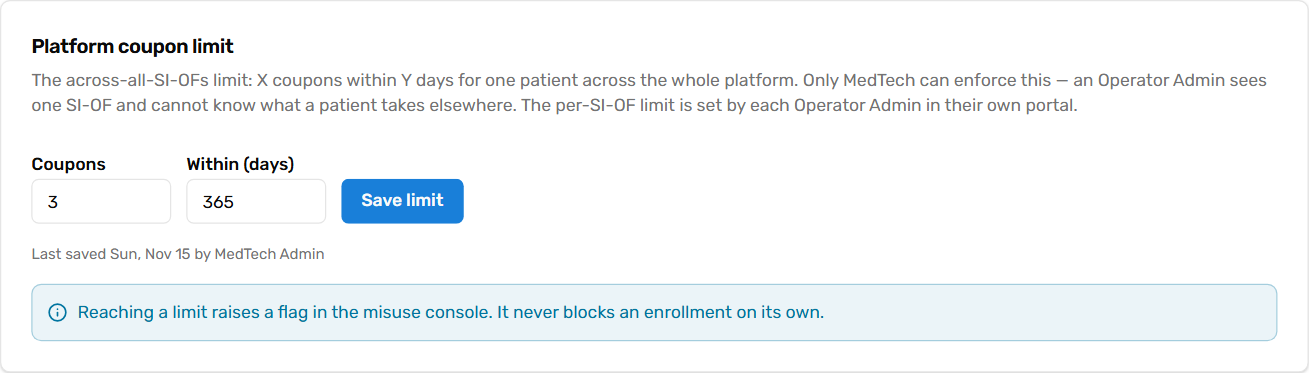 Platform coupon limit
The across-all-SI-OFs limit: X coupons within Y days for one patient across the whole platform. Only MedTech can enforce this — an Operator Admin sees
one SI-OF and cannot know what a patient takes elsewhere. The per-SI-OF limit is set by each Operator Admin in their own portal.
Coupons Within (days)
3 365 Save limit
Last saved Sun, Nov 15 by MedTech Admin
Reaching a limit raises a flag in the misuse console. It never blocks an enrollment on its own.